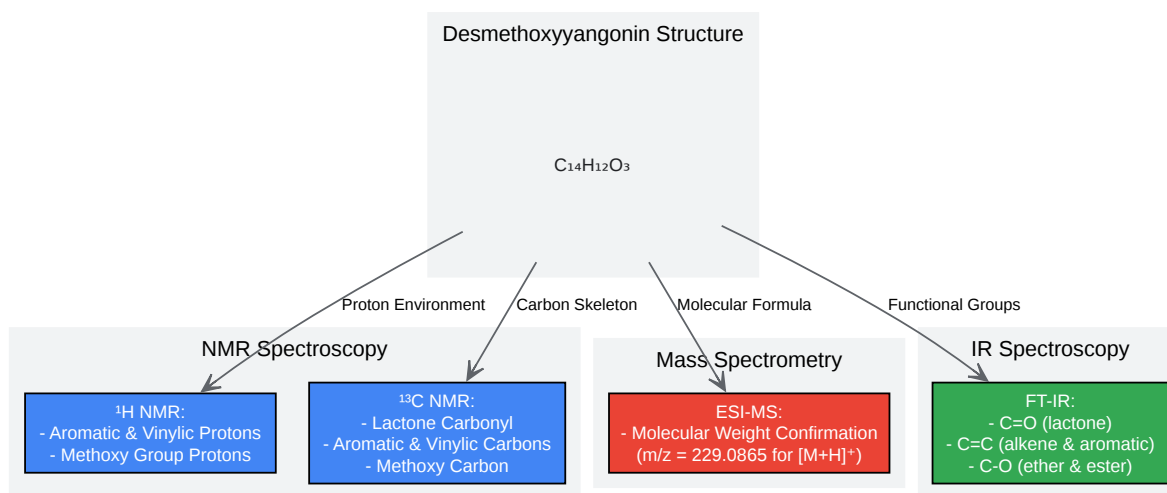 Desmethoxyyangonin Structure
C₁₄H₁₂O₃
Proton Environment
Carbon Skeleton
Molecular Formula
Functional Groups
NMR Spectroscopy
Mass Spectrometry
IR Spectroscopy
¹H NMR:
- Aromatic & Vinylic Protons
- Methoxy Group Protons
¹³C NMR:
- Lactone Carbonyl
- Aromatic & Vinylic Carbons
- Methoxy Carbon
ESI-MS:
- Molecular Weight Confirmation
(m/z = 229.0865 for [M+H]⁺)
FT-IR:
- C=O (lactone)
- C=C (alkene & aromatic)
- C-O (ether & ester)